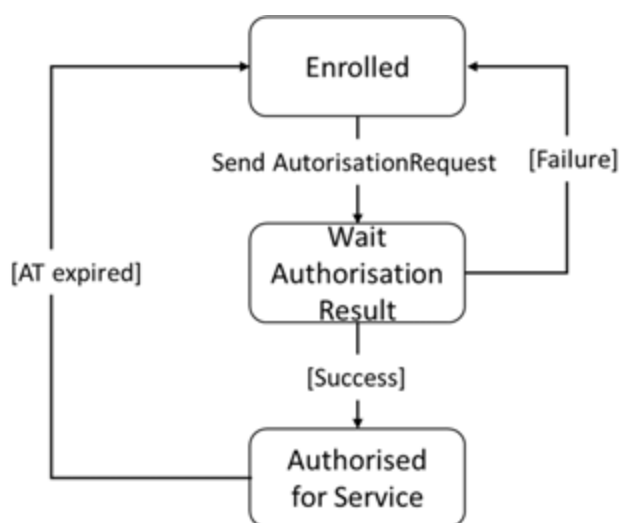 Enrolled
Send AutorisationRequest
[Failure]
Wait
Authorisation
Result
[AT expired]
[Success]
Authorised
for Service